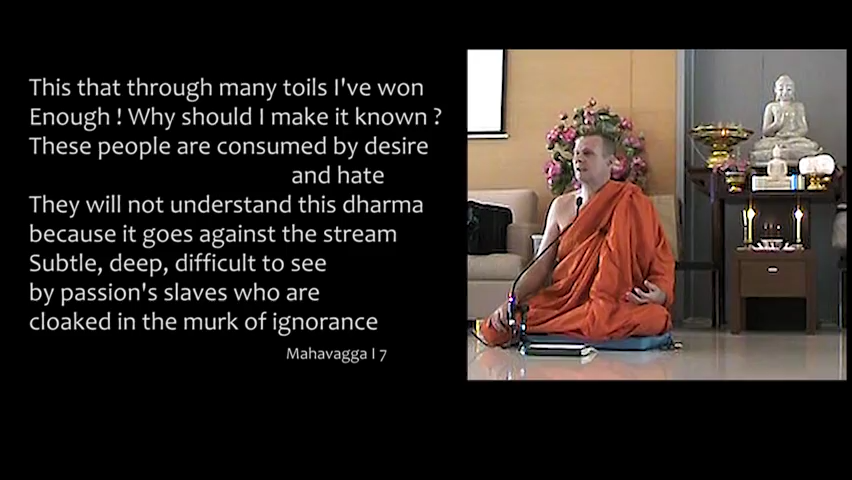 This that through many toils I've won
Enough ! Why should I make it known ?
These people are consumed by desire
and hate
They will not understand this dharma
because it goes against the stream
Subtle, deep, difficult to see
by passion's slaves who are
cloaked in the murk of ignorance
Mahavagga I 7